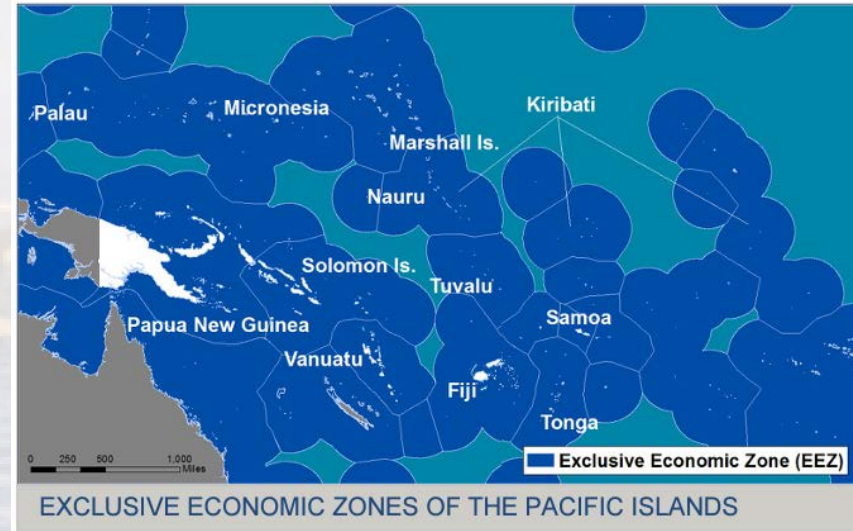 Palau
Micronesia
Kiribati
Marshall Is.
Nauru
Solomon Is.
Tuvalu
Papua New Guinea
Samoa
Vanuatu
Fiji
Tonga
0 250 500 1,000
Miles
Exclusive Economic Zone (EEZ)
EXCLUSIVE ECONOMIC ZONES OF THE PACIFIC ISLANDS